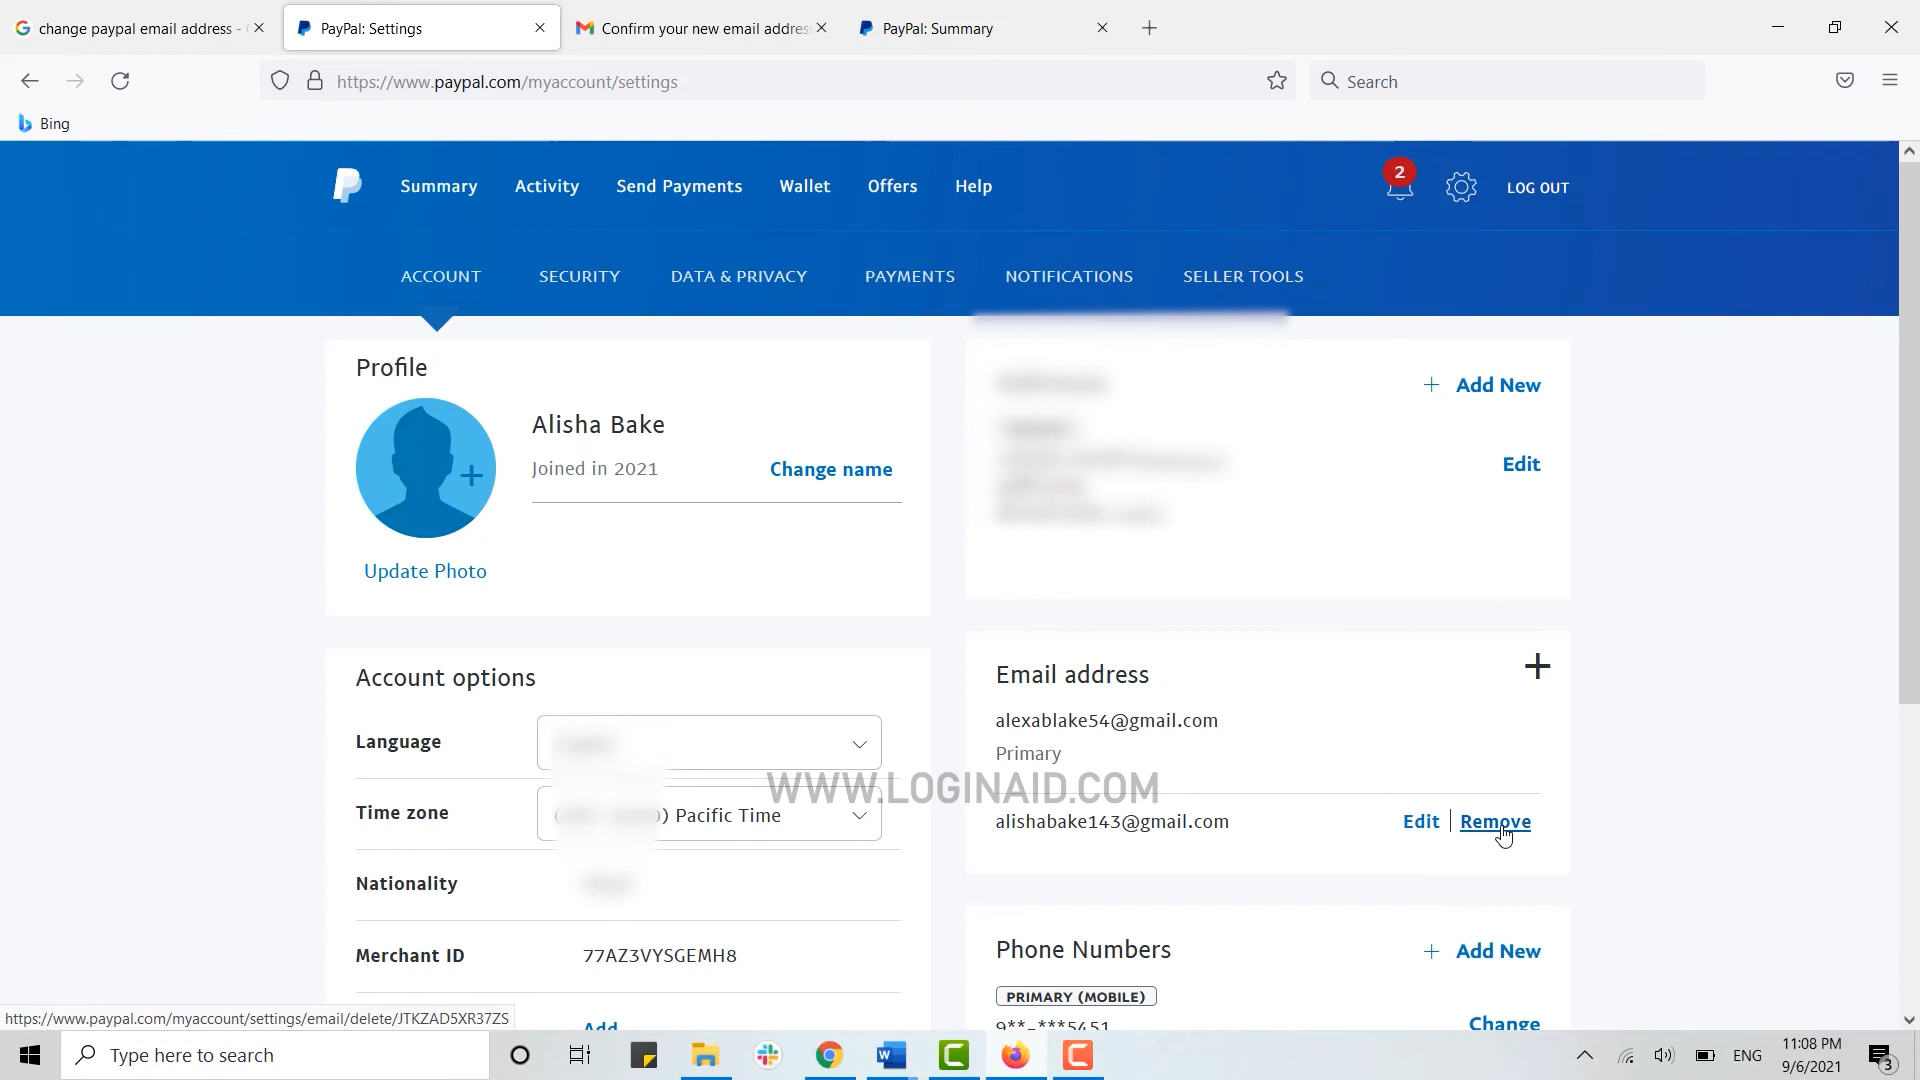 change paypal email address -
PayPal: Settings
Confirm your new email addres
PayPal: Summary
https://www.paypal.com/myaccount/settings
Search
Bing
Summary
Activity
Send Payments
Wallet
Offers
Help
2
LOG OUT
ACCOUNT
SECURITY
DATA & PRIVACY
PAYMENTS
NOTIFICATIONS
SELLER TOOLS
Profile
Alisha Bake
Joined in 2021
Change name
Update Photo
+ Add New
Edit
Account options
Language
Time zone
) Pacific Time
Nationality
Merchant ID
77AZ3VYSGEMH8
Add
Email address
alexablake54@gmail.com
Primary
WWW.LOGINAID.COM
alishabake143@gmail.com
Edit | Remove
Phone Numbers
+ Add New
PRIMARY (MOBILE)
9**-***5451
Change
https://www.paypal.com/myaccount/settings/email/delete/JTKZAD5XR37ZS
Type here to search
ENG
11:08 PM
9/6/2021
3